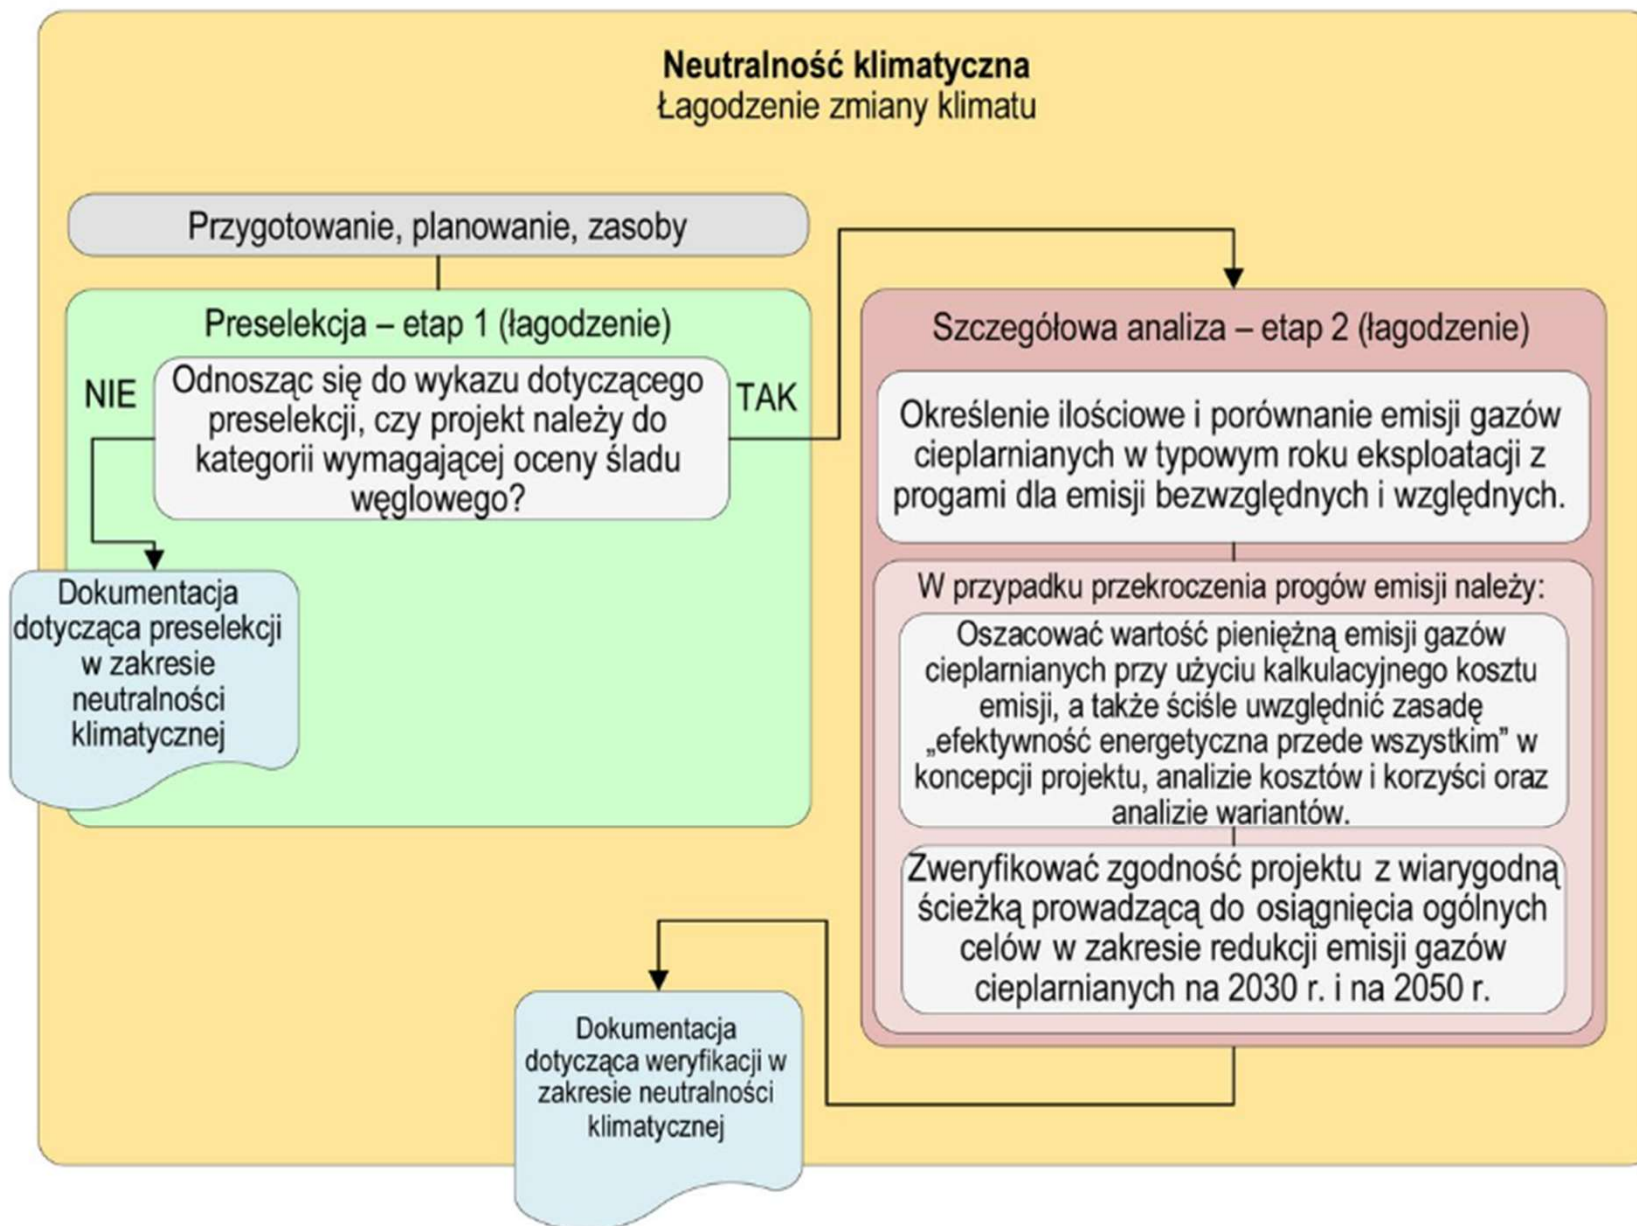 Neutralność klimatyczna
Łagodzenie zmiany klimatu
Przygotowanie, planowanie, zasoby
Preselekcja – etap 1 (łagodzenie)
NIE
Odnosząc się do wykazu dotyczącego
preselekcji, czy projekt należy do
kategorii wymagającej oceny śladu
węglowego?
TAK
Dokumentacja
dotycząca preselekcji
w zakresie
neutralności
klimatycznej
Szczegółowa analiza – etap 2 (łagodzenie)
Określenie ilościowe i porównanie emisji gazów
cieplarnianych w typowym roku eksploatacji z
progami dla emisji bezwzględnych i względnych.
W przypadku przekroczenia progów emisji należy:
Oszacować wartość pieniężną emisji gazów
cieplarnianych przy użyciu kalkulacyjnego kosztu
emisji, a także ściśle uwzględnić zasadę
„efektywność energetyczna przede wszystkim” w
koncepcji projektu, analizie kosztów i korzyści oraz
analizie wariantów.
Zweryfikować zgodność projektu z wiarygodną
ścieżką prowadzącą do osiągnięcia ogólnych
celów w zakresie redukcji emisji gazów
cieplarnianych na 2030 r. i na 2050 r.
Dokumentacja
dotycząca weryfikacji w
zakresie neutralności
klimatycznej